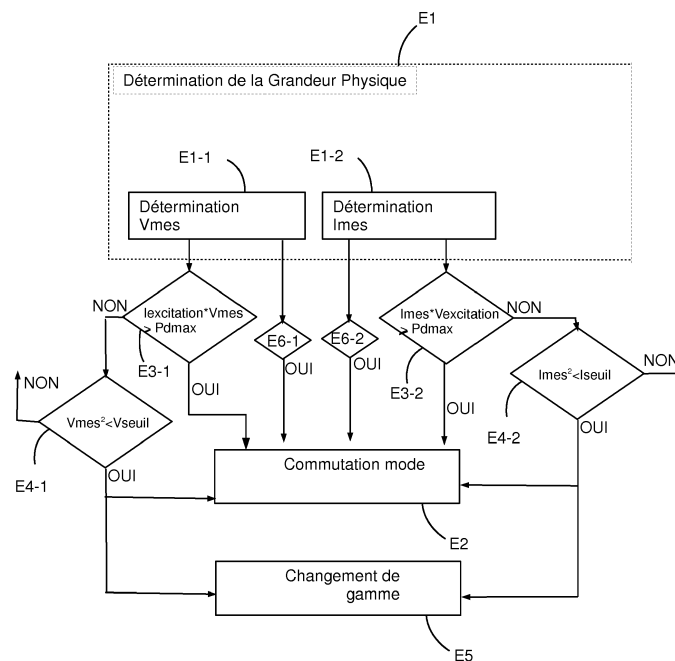 E1
Détermination de la Grandeur Physique
E1-1
E1-2
Détermination
Vmes
Détermination
Imes
NON
Iexcitation*Vmes
> Pdmax
E3-1
OUI
E6-1
OUI
E6-2
OUI
Imes*Vexcitation
> Pdmax
NON
E3-2
OUI
NON
Vmes²<Vseuil
E4-1
OUI
Imes²<Iseuil
NON
E4-2
OUI
Commutation mode
E2
Changement de
gamme
E5